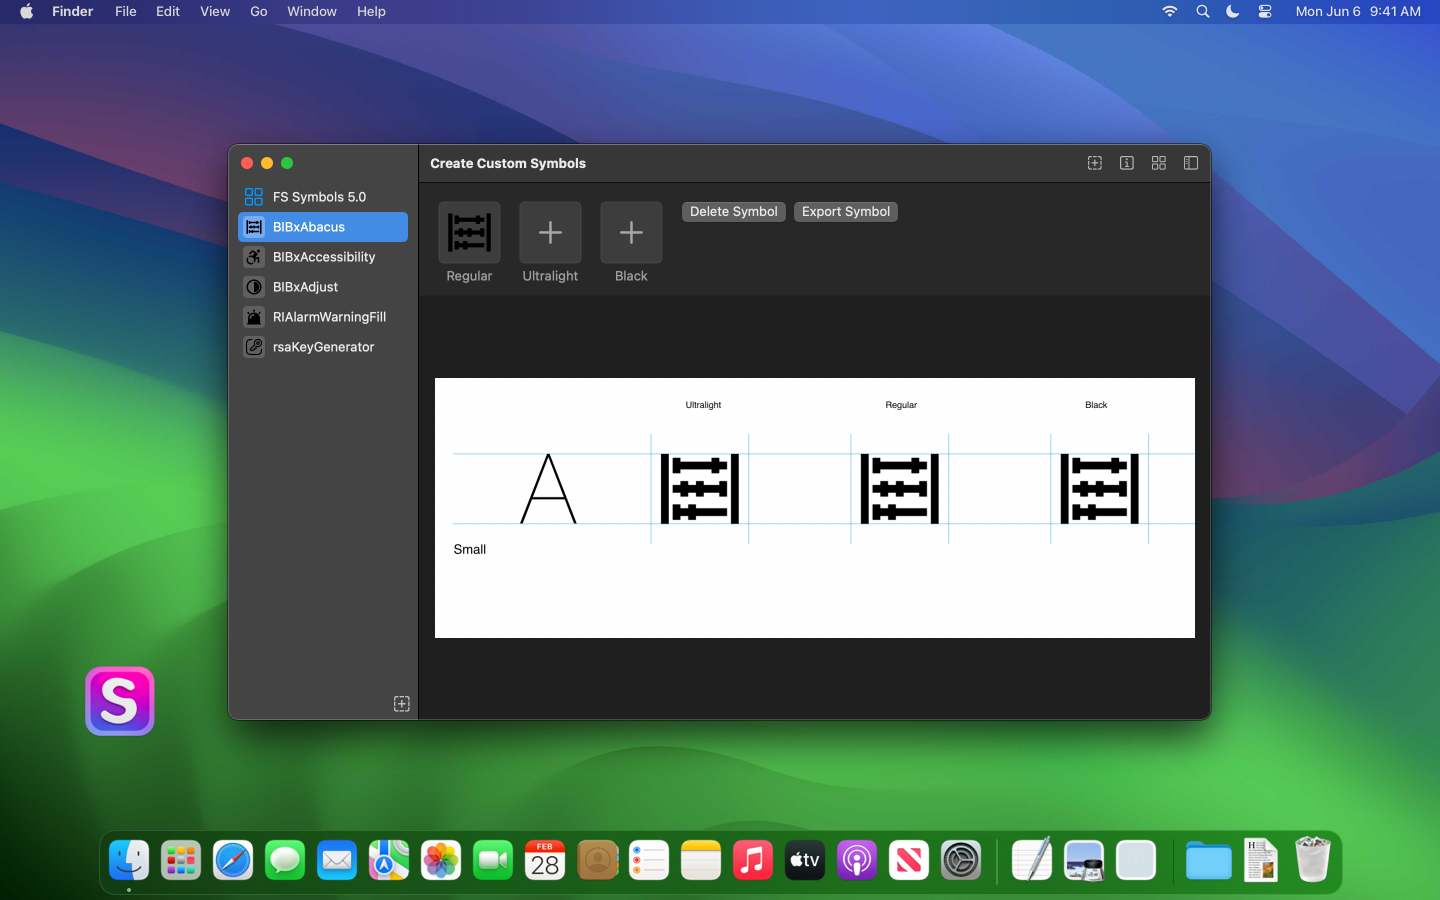 Finder File Edit View Go Window Help
Mon Jun 6 9:41 AM
Create Custom Symbols
FS Symbols 5.0
BIBxAbacus
BIBxAccessibility
BIBxAdjust
RIAlarmWarningFill
rsaKeyGenerator
Delete Symbol Export Symbol
Regular Ultralight Black
Ultralight Regular Black
A
Small
S
FEB
28
tv